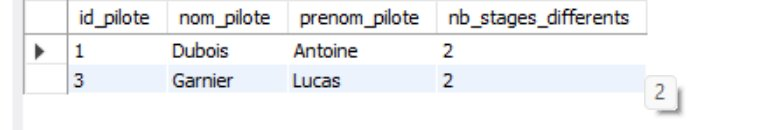 id_pilote nom_pilote prenom_pilote nb_stages_differents
1 Dubois Antoine 2
3 Garnier Lucas 2
2